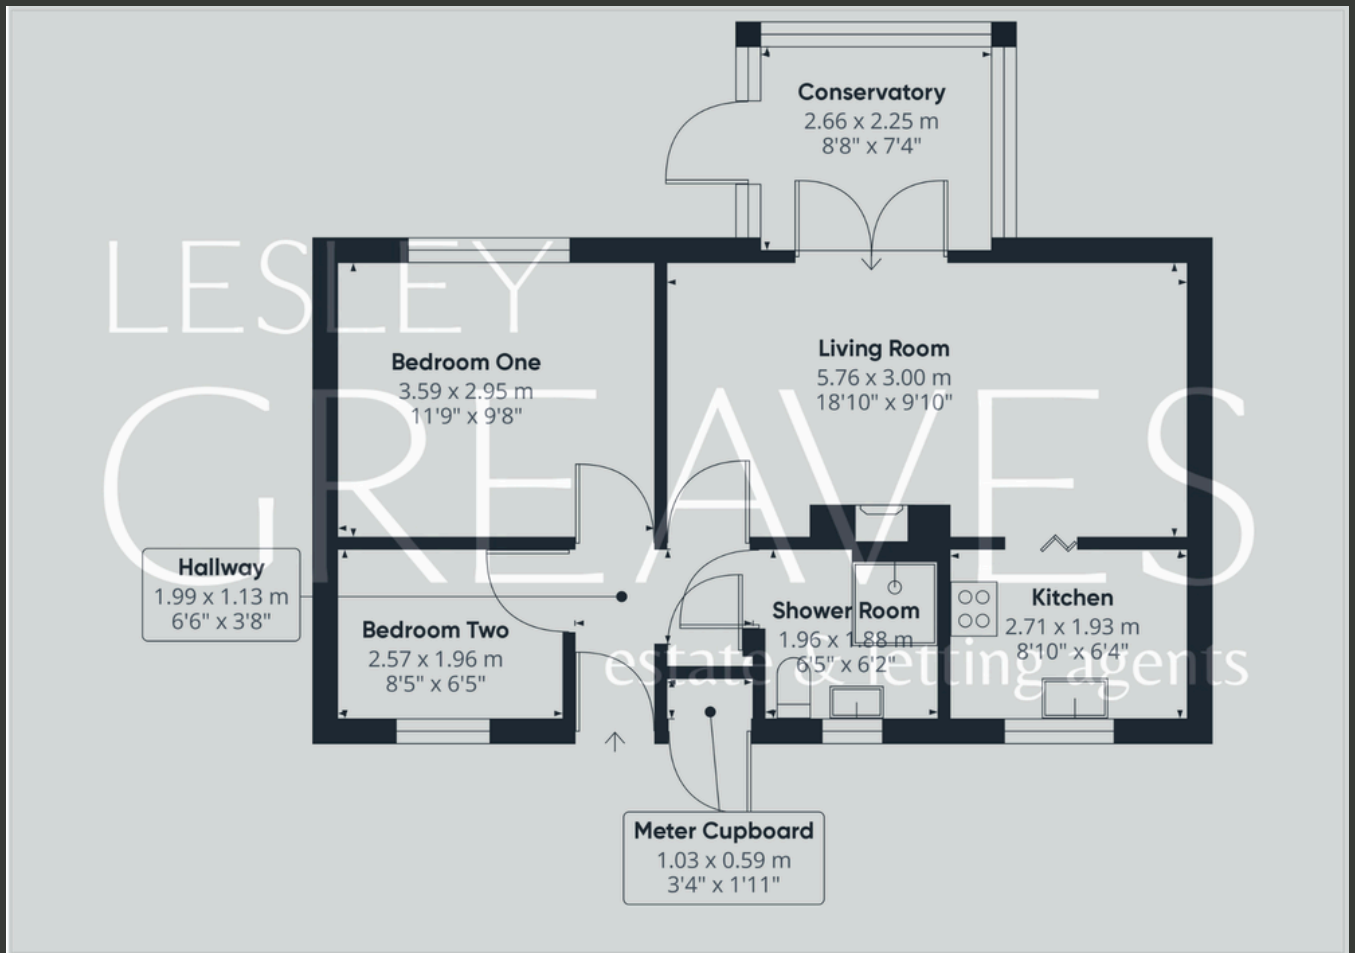 Conservatory
2.66 x 2.25 m
8'8" x 7'4"
LESLEY
GREAVES
estate & letting agents
Bedroom One
3.59 x 2.95 m
11'9" x 9'8"
Living Room
5.76 x 3.00 m
18'10" x 9'10"
Hallway
1.99 x 1.13 m
6'6" x 3'8"
Bedroom Two
2.57 x 1.96 m
8'5" x 6'5"
Shower Room
1.96 x 1.88 m
6'5" x 6'2"
Kitchen
2.71 x 1.93 m
8'10" x 6'4"
Meter Cupboard
1.03 x 0.59 m
3'4" x 1'11"